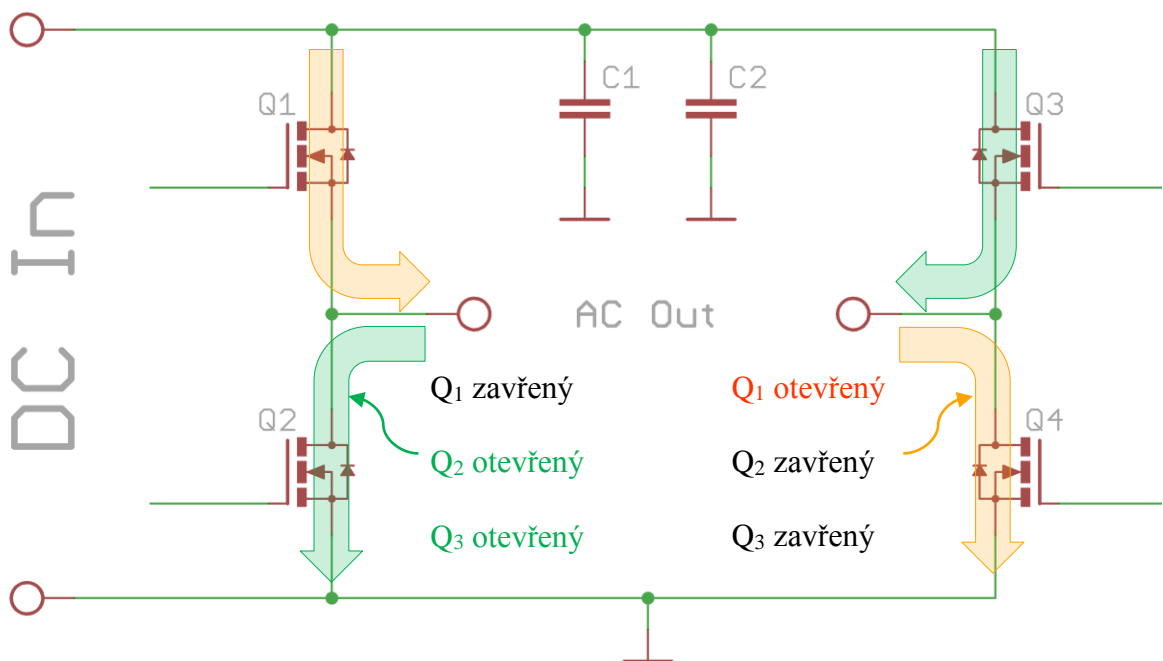 C1
C2
Q1
Q3
DC In
AC Out
Q₁ zavřený
Q₁ otevřený
Q2
Q4
Q₂ otevřený
Q₂ zavřený
Q₃ otevřený
Q₃ zavřený